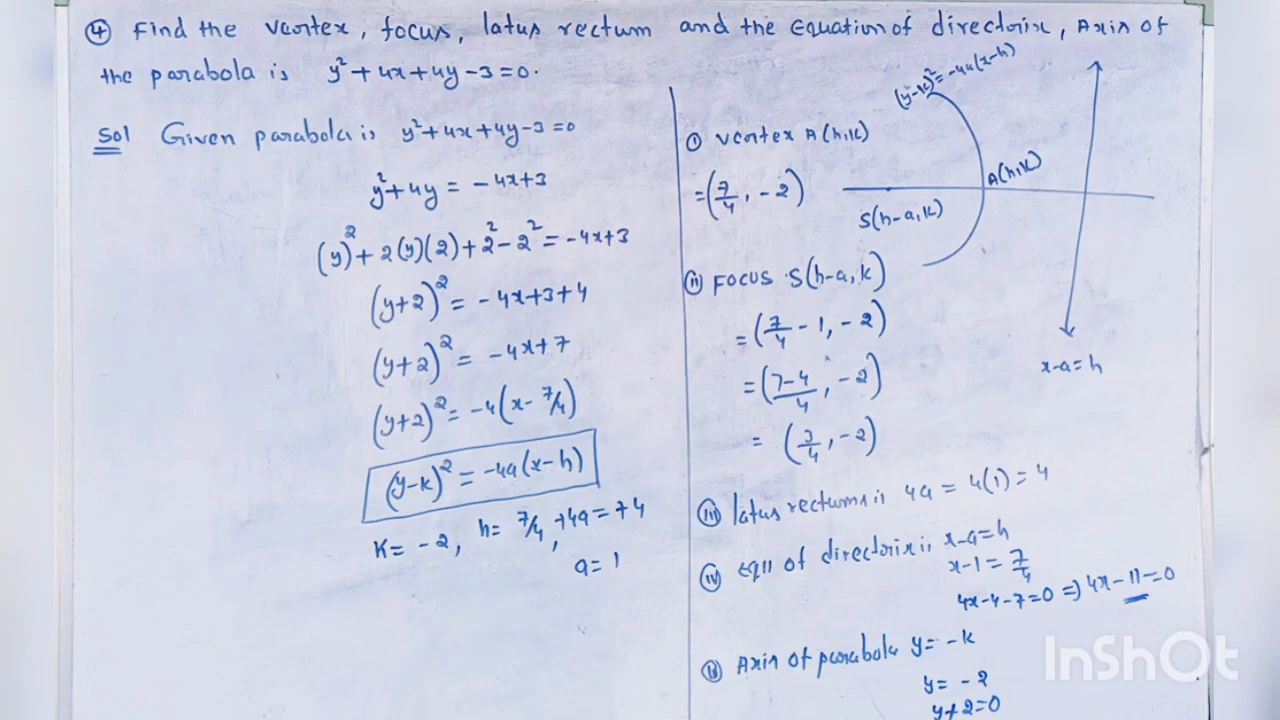 ④ Find the vertex, focus, latus rectum and the Equation of directrix, Axis of
the parabola is y²+4x+4y-3=0.
Sol Given parabola is y²+4x+4y-3=0
y²+4y = -4x+3
(y)²+2(y)(2)+2²-2² = -4x+3
(y+2)² = -4x+3+4
(y+2)² = -4x+7
(y+2)² = -4(x-7/4)
(y-k)² = -4a(x-h)
K= -2, h= 7/4, +4a=+4
a=1
(y-k)²=-4a(x-h)
A(h,k)
S(h-a,k)
x-a=h
① Vertex A(h,k)
=(7/4, -2)
ⅱ Focus S(h-a, k)
=(7/4-1, -2)
=(7-4/4, -2)
= (3/4, -2)
ⅲ latus rectums is 4a = 4(1) = 4
ⅳ Eqn of directrix is x-a=h
x-1 = 7/4
4x-4-7=0 => 4x-11=0
Axis of parabola y= -k
y= -2
y+2=0
InShOt